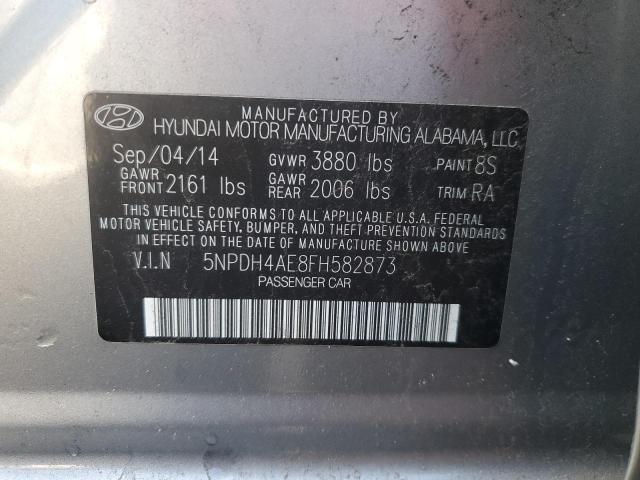 MANUFACTURED BY
HYUNDAI MOTOR MANUFACTURING ALABAMA, LLC
Sep/04/14 GVWR 3880 lbs PAINT 8S
GAWR FRONT 2161 lbs GAWR REAR 2006 lbs TRIM RA
THIS VEHICLE CONFORMS TO ALL APPLICABLE U.S.A. FEDERAL
MOTOR VEHICLE SAFETY, BUMPER, AND THEFT PREVENTION STANDARDS
IN EFFECT ON THE DATE OF MANUFACTURE SHOWN ABOVE.
V.I.N 5NPDH4AE8FH582873
PASSENGER CAR